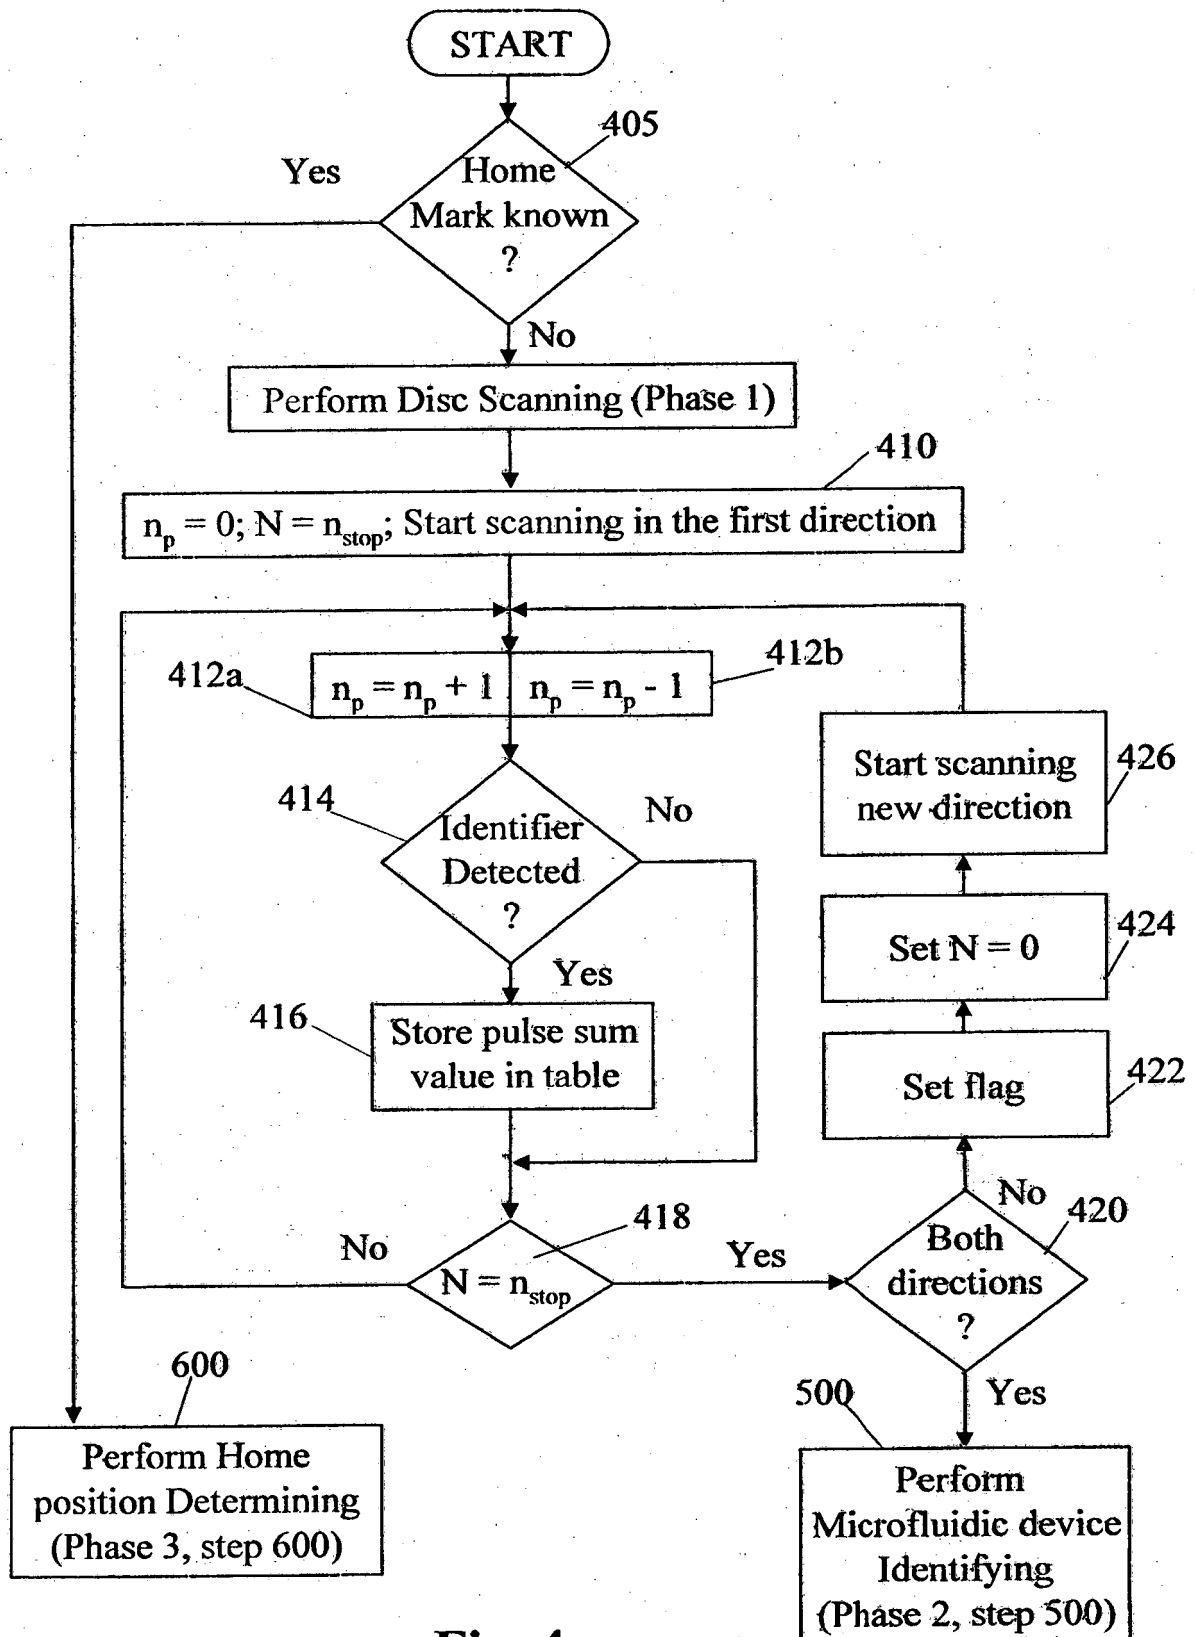 START
405
Yes
Home
Mark known
?
No
Perform Disc Scanning (Phase 1)
410
n_p = 0; N = n_stop; Start scanning in the first direction
412a
n_p = n_p + 1
n_p = n_p - 1
412b
Start scanning
new direction
426
414
Identifier
Detected
?
No
Yes
Set N = 0
424
416
Store pulse sum
value in table
Set flag
422
No
418
N = n_stop
Yes
No
420
Both
directions
?
Yes
600
Perform Home
position Determining
(Phase 3, step 600)
500
Perform
Microfluidic device
Identifying
(Phase 2, step 500)